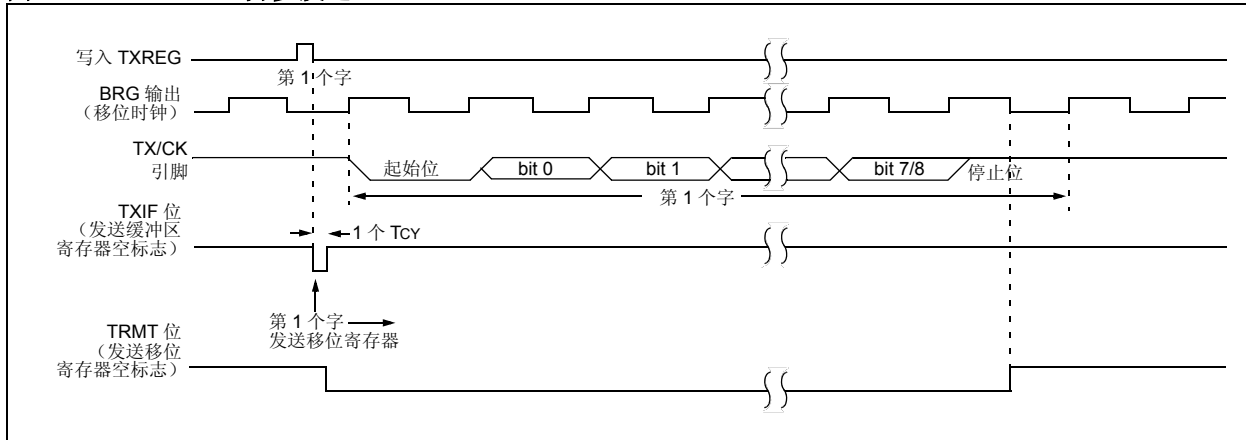 写入 TXREG
第 1 个字
BRG 输出
（移位时钟）
TX/CK
引脚
起始位
bit 0
bit 1
bit 7/8
停止位
第 1 个字
TXIF 位
（发送缓冲区
寄存器空标志）
1 个 TCY
第 1 个字
发送移位寄存器
TRMT 位
（发送移位
寄存器空标志）